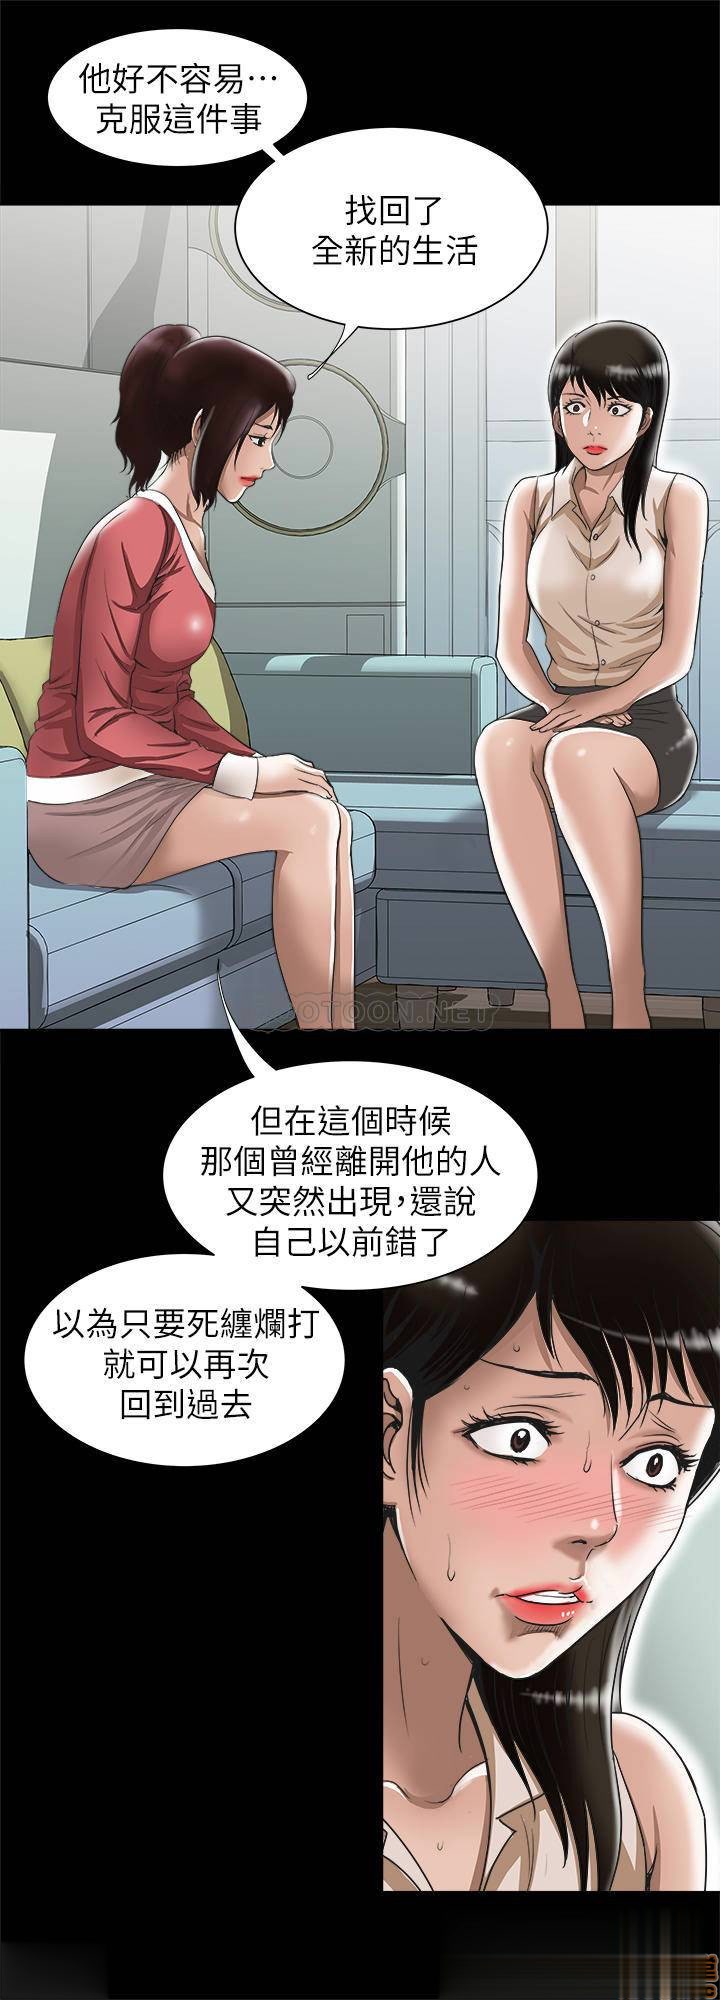 他好不容易…
克服這件事
找回了
全新的生活
但在這個時候
那個曾經離開他的人
又突然出現，還說
自己以前錯了
以為只要死纏爛打
就可以再次
回到過去